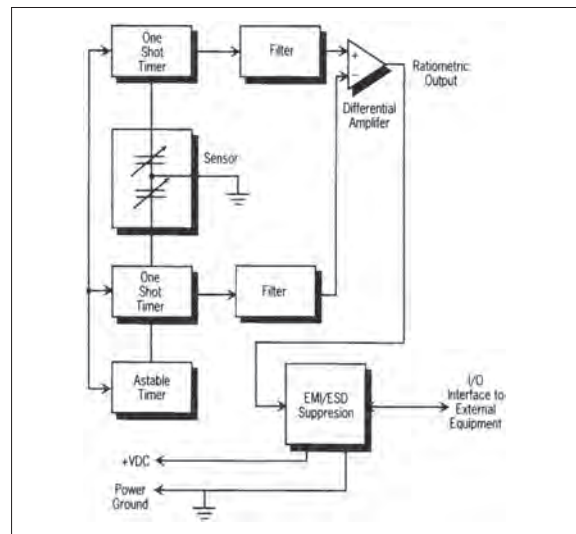 One
Shot
Timer
Filter
+
−
Ratiometric
Output
Differential
Amplifer
Sensor
One
Shot
Timer
Filter
Astable
Timer
EMI/ESD
Suppresion
I/O
Interface to
External
Equipment
+VDC
Power
Ground